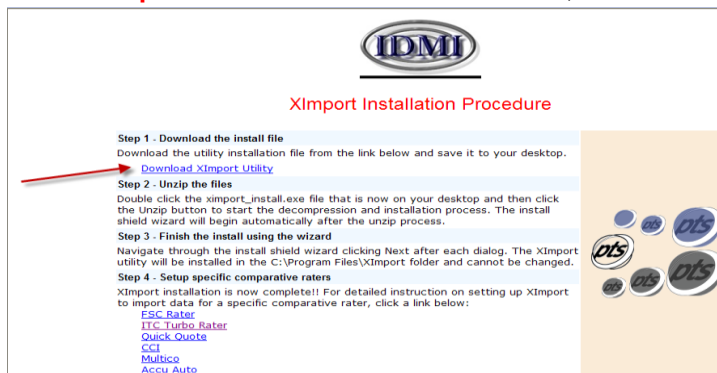 IDMI
XImport Installation Procedure
Step 1 - Download the install file
Download the utility installation file from the link below and save it to your desktop.
Download XImport Utility
Step 2 - Unzip the files
Double click the ximport_install.exe file that is now on your desktop and then click
the Unzip button to start the decompression and installation process. The install
shield wizard will begin automatically after the unzip process.
Step 3 - Finish the install using the wizard
Navigate through the install shield wizard clicking Next after each dialog. The XImport
utility will be installed in the C:\Program Files\XImport folder and cannot be changed.
Step 4 - Setup specific comparative raters
XImport installation is now complete!! For detailed instruction on setting up XImport
to import data for a specific comparative rater, click a link below:
FSC Rater
ITC Turbo Rater
Quick Quote
CCI
Multico
Accu Auto
pts
pts
pts
pts
pts
pts